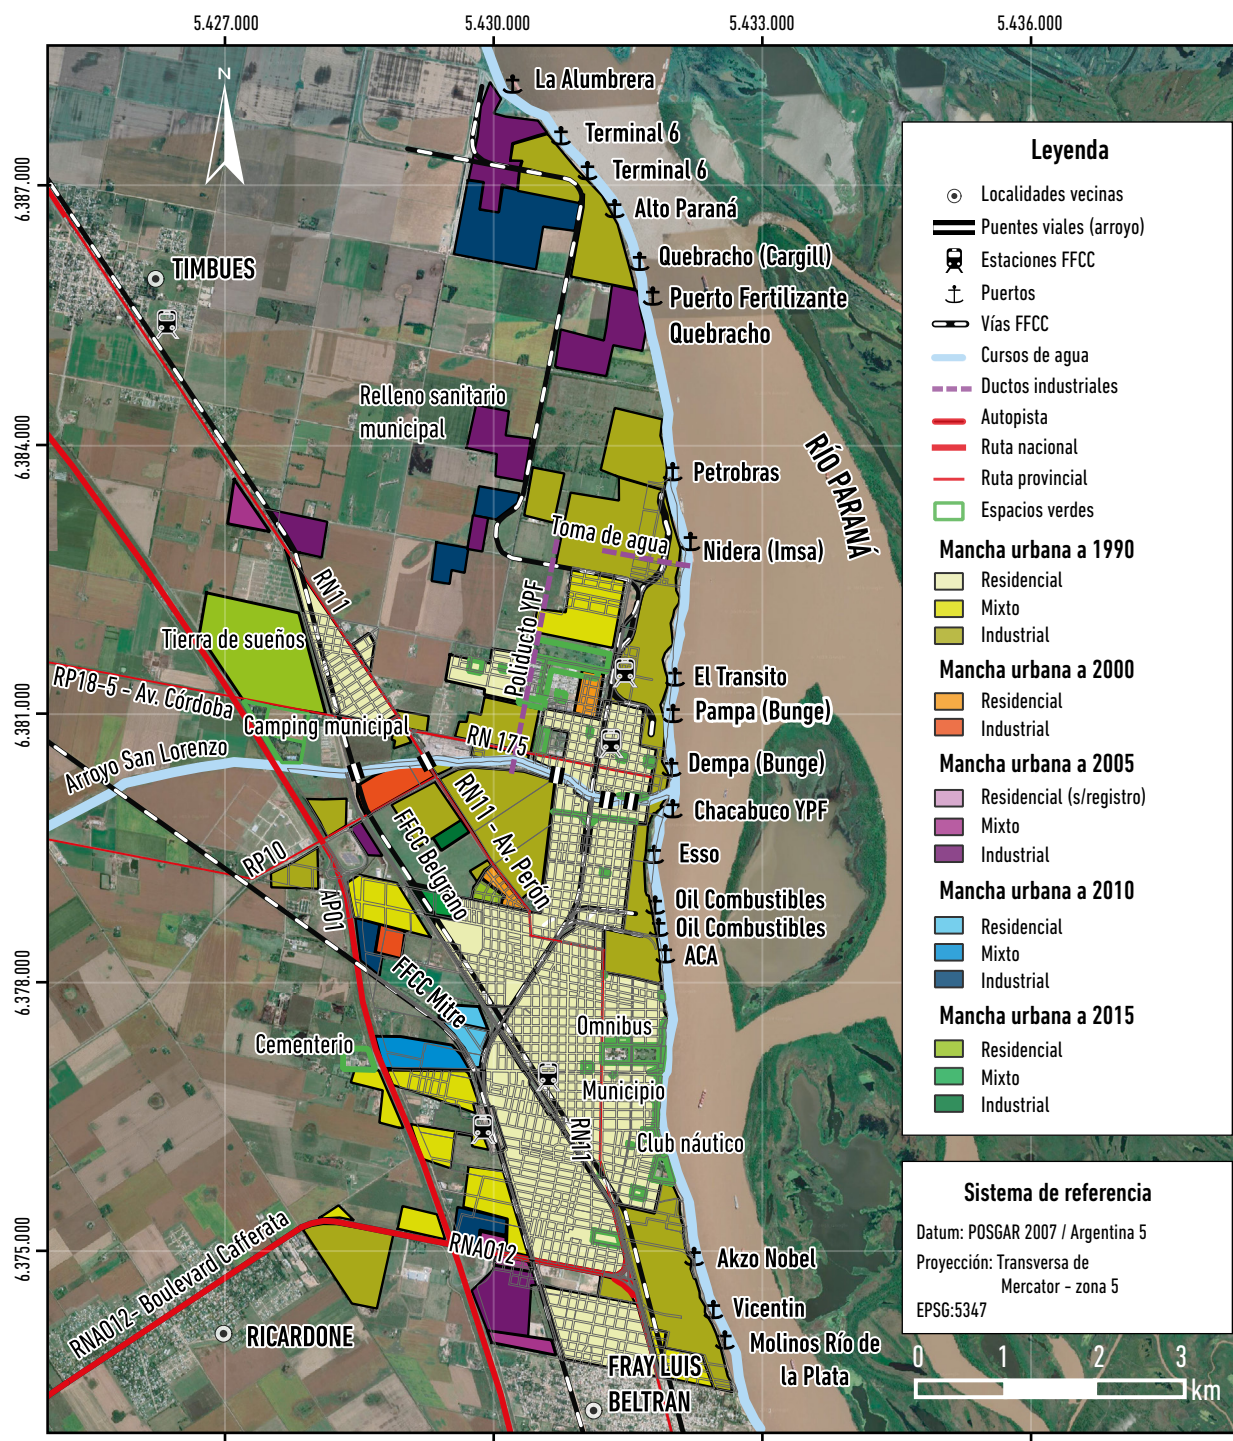 5.427.000
5.430.000
5.433.000
5.436.000
6.387.000
6.384.000
6.381.000
6.378.000
6.375.000
N
La Alumbrera
Terminal 6
Terminal 6
Alto Paraná
Quebracho (Cargill)
Puerto Fertilizante
Quebracho
TIMBUES
Relleno sanitario
municipal
Petrobras
RÍO PARANÁ
Toma de agua
Nidera (Imsa)
RN11
Poliducto YPF
Tierra de sueños
RP18-5 - Av. Córdoba
El Transito
Pampa (Bunge)
Camping municipal
RN 175
Arroyo San Lorenzo
Dempa (Bunge)
RN11 - Av. Perón
Chacabuco YPF
FFCC Belgrano
RP10
Esso
AP01
Oil Combustibles
Oil Combustibles
ACA
FFCC Mitre
Omnibus
Cementerio
Municipio
RN11
Club náutico
RNA012
RNA012- Boulevard Cafferata
Akzo Nobel
Vicentin
RICARDONE
Molinos Río de
la Plata
FRAY LUIS
BELTRAN
Leyenda
Localidades vecinas
Puentes viales (arroyo)
Estaciones FFCC
Puertos
Vías FFCC
Cursos de agua
Ductos industriales
Autopista
Ruta nacional
Ruta provincial
Espacios verdes
Mancha urbana a 1990
Residencial
Mixto
Industrial
Mancha urbana a 2000
Residencial
Industrial
Mancha urbana a 2005
Residencial (s/registro)
Mixto
Industrial
Mancha urbana a 2010
Residencial
Mixto
Industrial
Mancha urbana a 2015
Residencial
Mixto
Industrial
Sistema de referencia
Datum: POSGAR 2007 / Argentina 5
Proyección: Transversa de
Mercator - zona 5
EPSG:5347
0 1 2 3
km